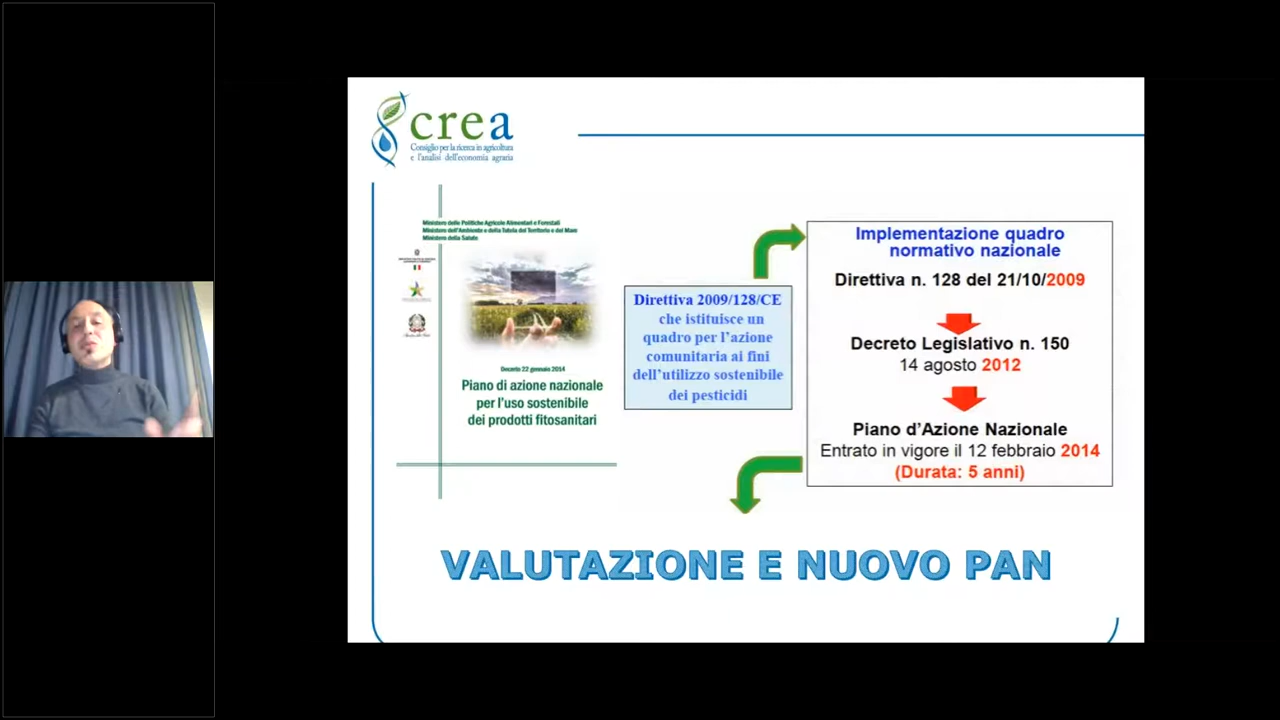 crea
Consiglio per la ricerca in agricoltura
e l'analisi dell'economia agraria
Ministero delle Politiche Agricole Alimentari e Forestali
Ministero dell'Ambiente e della Tutela del Territorio e del Mare
Ministero della Salute
Decreto 22 gennaio 2014
Piano di azione nazionale
per l'uso sostenibile
dei prodotti fitosanitari
Direttiva 2009/128/CE
che istituisce un
quadro per l'azione
comunitaria ai fini
dell'utilizzo sostenibile
dei pesticidi
Implementazione quadro
normativo nazionale
Direttiva n. 128 del 21/10/2009
Decreto Legislativo n. 150
14 agosto 2012
Piano d'Azione Nazionale
Entrato in vigore il 12 febbraio 2014
(Durata: 5 anni)
VALUTAZIONE E NUOVO PAN